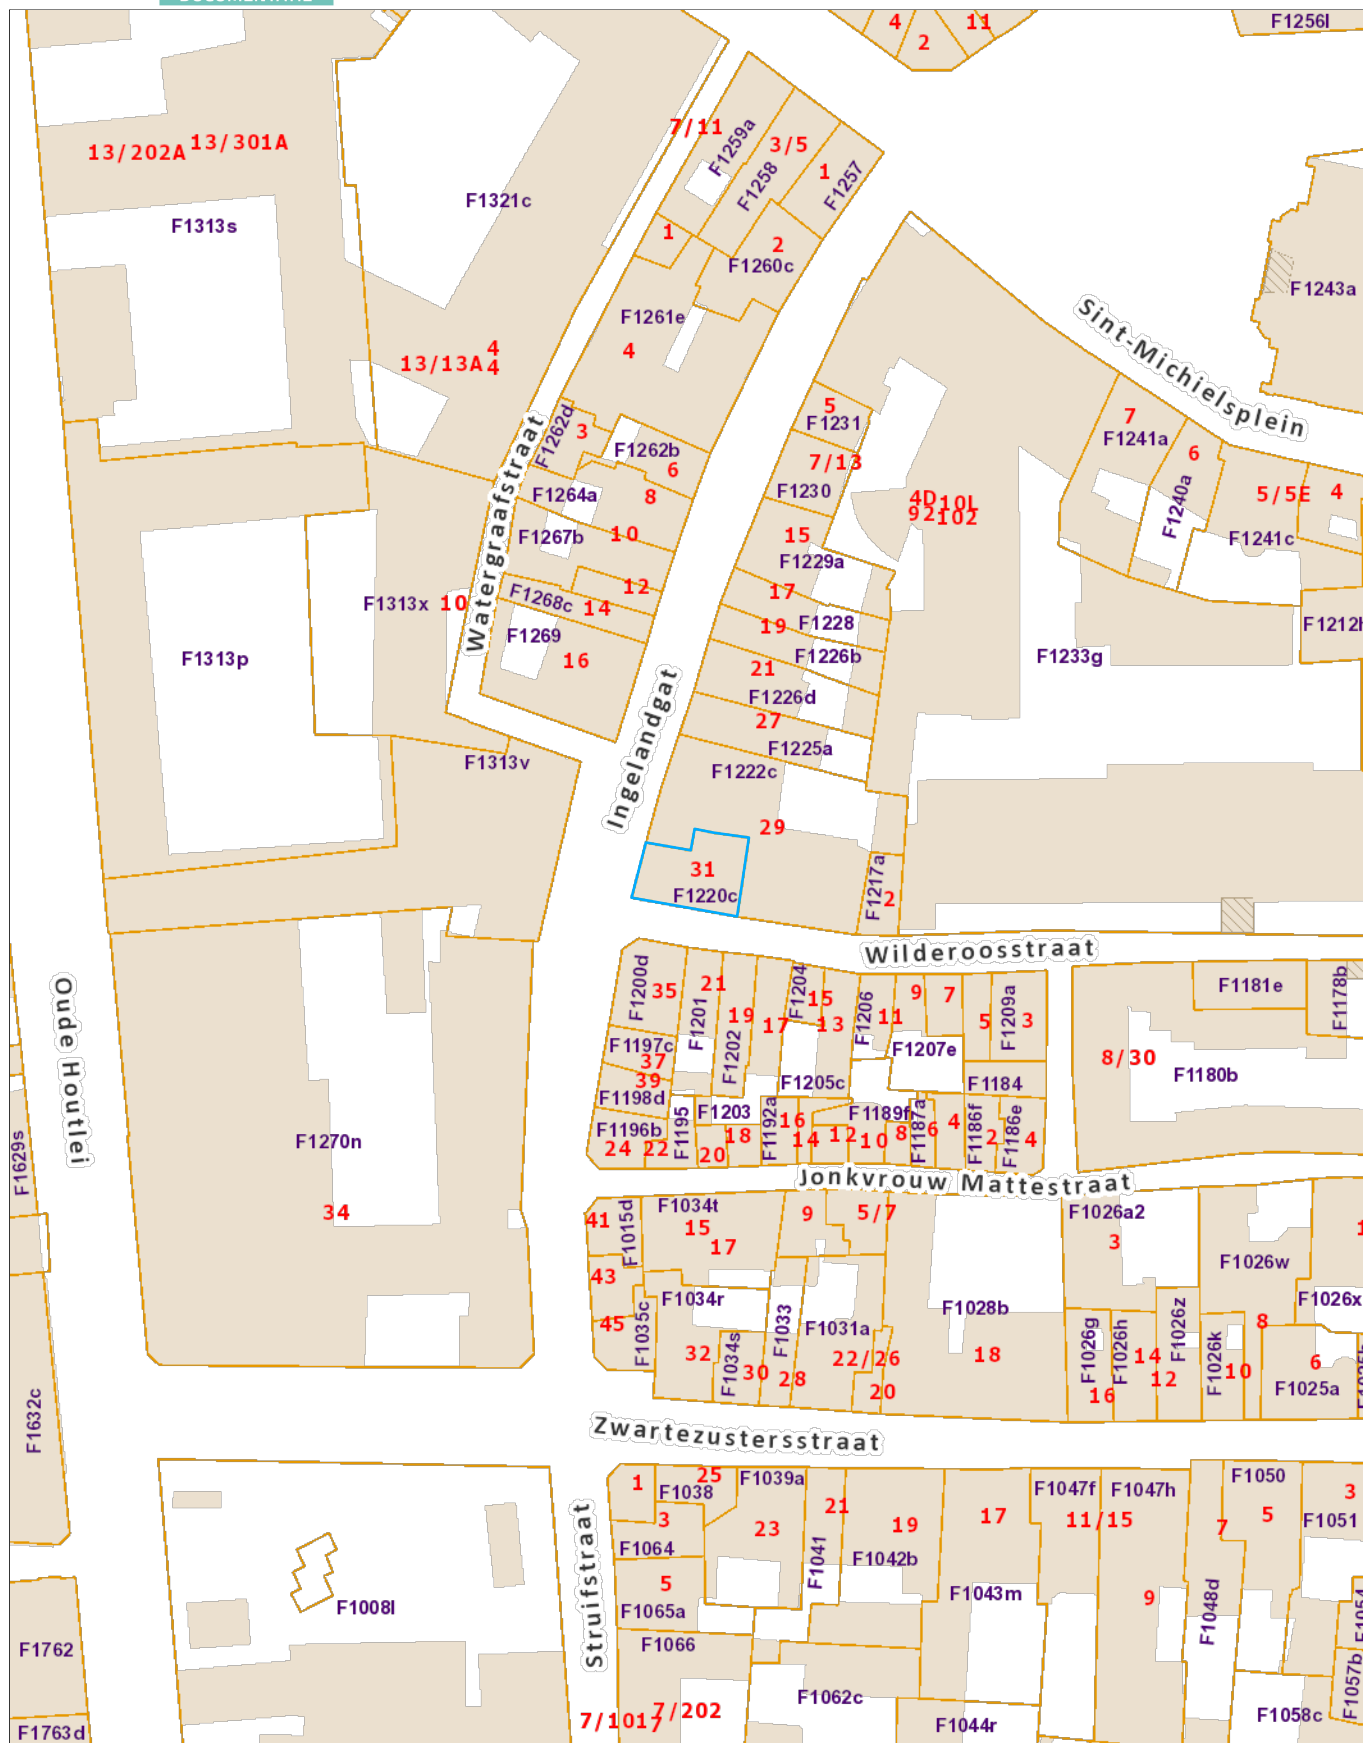 4
2
11
F1256l
7/11
F1259a
3/5
F1258
1
F1257
13/202A
13/301A
F1313s
F1321c
1
2
F1260c
F1243a
F1261e
4
Sint-Michielsplein
4
13/13A
4
5
F1231
7
F1241a
F1262d
3
F1262b
6
7/13
F1230
6
F1240a
5/5E
4
F1241c
Watergraafstraat
F1264a
8
F1267b
10
15
F1229a
12
F1268c
14
17
F1228
F1313x
10
F1269
16
19
F1226b
F1313p
F1233g
21
F1226d
27
F1225a
Ingelandgat
F1313v
F1222c
29
31
F1220c
F1217a
2
Wilderoosstraat
Oude Houtlei
F1200d
35
F1201
21
F1202
19
17
F1204
15
13
F1206
11
9
7
5
F1209a
3
F1181e
F1178b
F1197c
37
39
F1198d
F1207e
8/30
F1180b
F1205c
F1184
F1196b
24
22
F1195
F1203
20
18
F1192a
16
14
12
F1189f
10
8
F1187a
6
4
F1186f
2
F1186e
4
F1270n
34
F1629s
Jonkvrouw Mattestraat
41
F1015d
F1034t
15
17
9
5/7
F1026a2
3
F1026w
43
F1034r
F1033
F1031a
F1028b
18
F1026x
45
F1035c
32
F1034s
30
28
22/26
20
F1026g
16
F1026h
14
12
F1026z
F1026k
10
8
6
F1025a
F1632c
Zwartezustersstraat
1
F1038
25
F1039a
3
F1064
23
21
F1041
19
F1042b
17
F1043m
F1047f
F1047h
11/15
9
7
F1048d
F1050
5
3
F1051
Struifstraat
5
F1065a
F1066
F1008l
F1762
F1763d
7/202
F1062c
F1044r
F1058c
F1057b